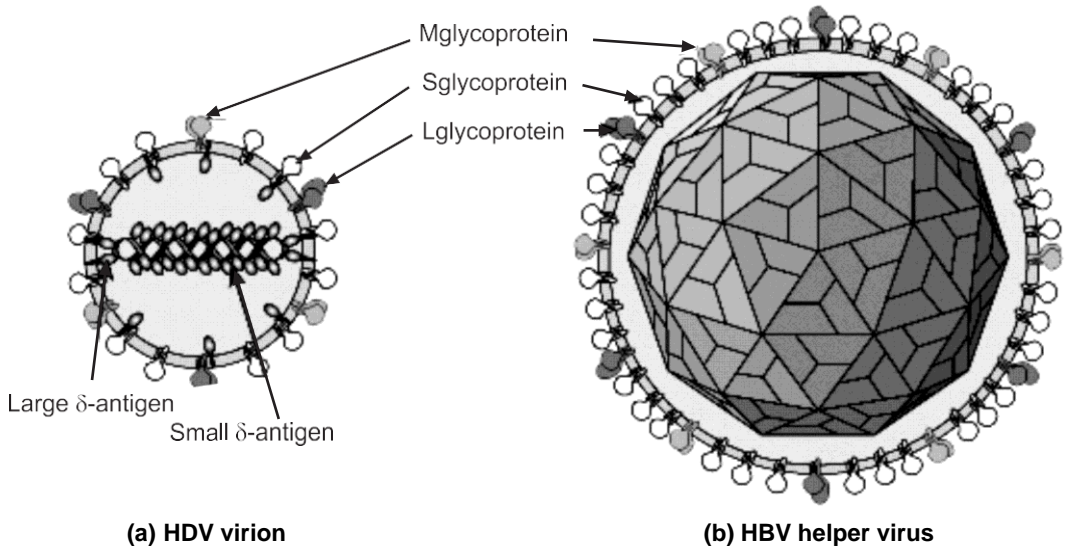 Mglycoprotein
Sglycoprotein
Lglycoprotein
Large δ-antigen
Small δ-antigen
(a) HDV virion
(b) HBV helper virus